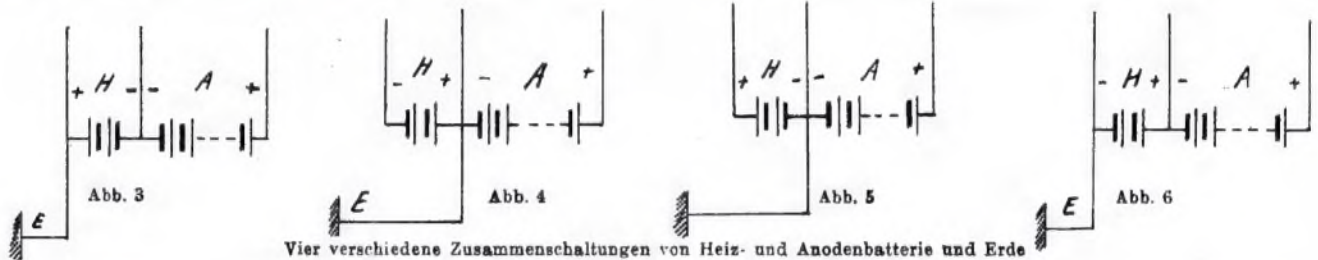 + H - - A +
- H + - A +
+ H - - A +
- H + - A +
E
Abb. 3
E
Abb. 4
Abb. 5
E
Abb. 6
Vier verschiedene Zusammenschaltungen von Heiz- und Anodenbatterie und Erde